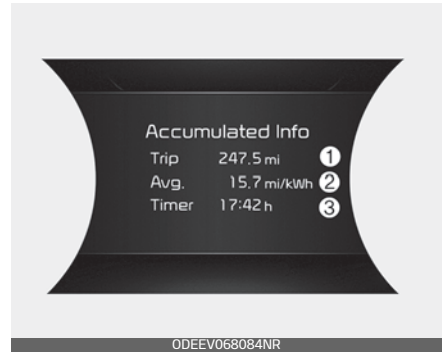 Accumulated Info
Trip 247.5 mi ①
Avg. 15.7 mi/kWh ②
Timer 17:42 h ③
ODEEV068084NR